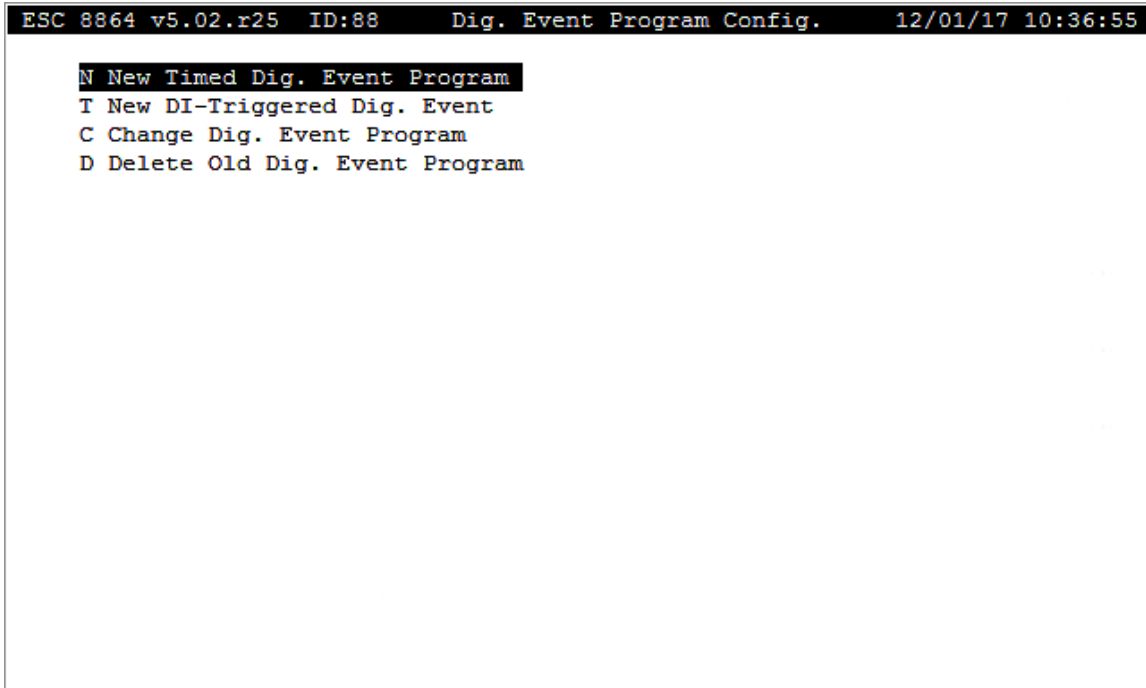 ESC 8864 v5.02.r25 ID:88 Dig. Event Program Config. 12/01/17 10:36:55
N New Timed Dig. Event Program
T New DI-Triggered Dig. Event
C Change Dig. Event Program
D Delete Old Dig. Event Program